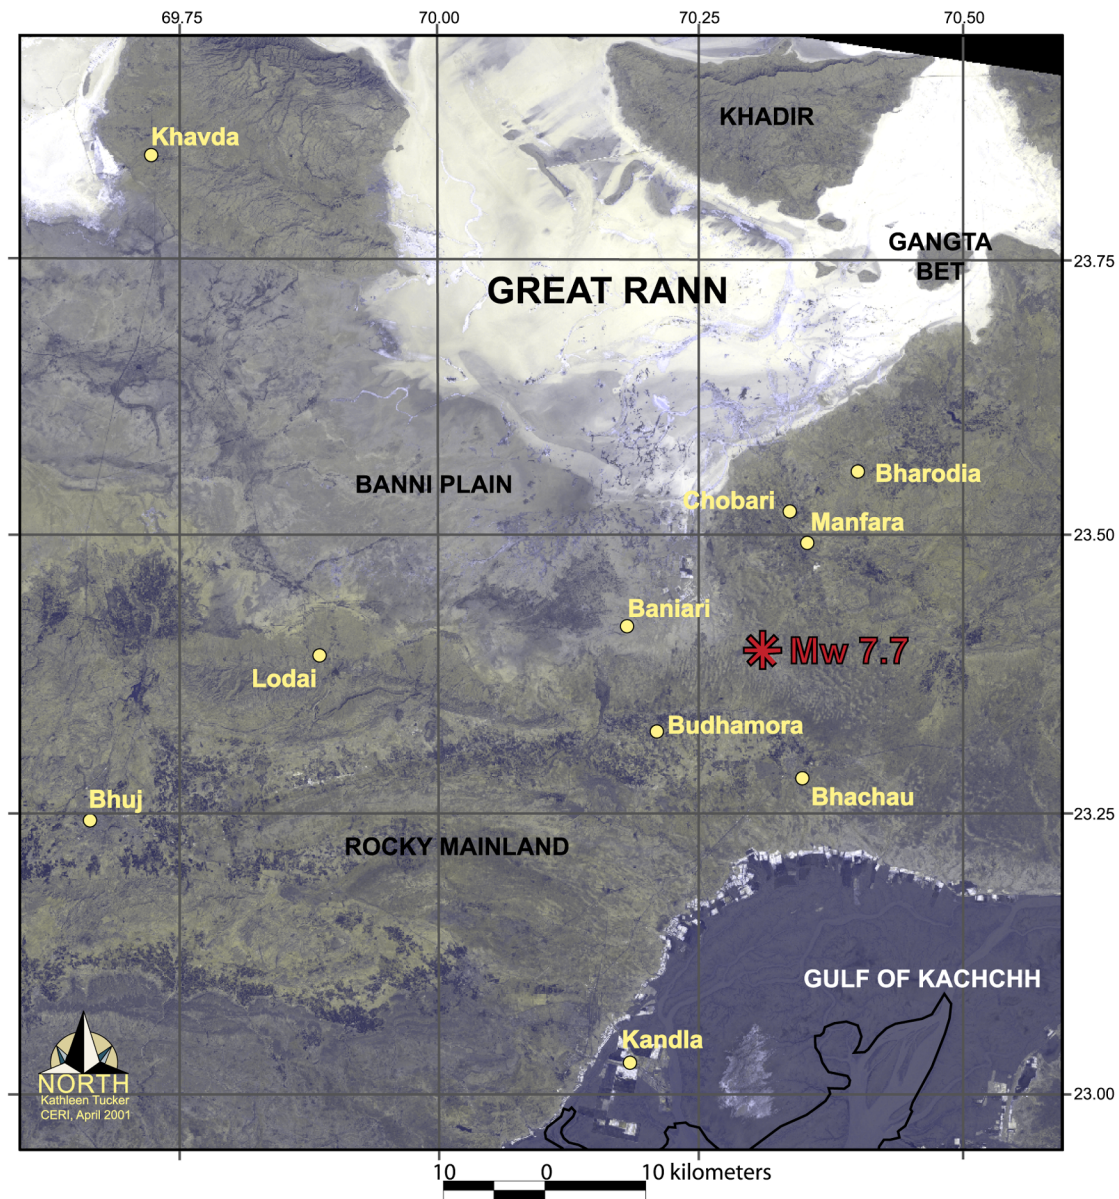 69.75 70.00 70.25 70.50
KHADIR
Khavda
GANGTA
BET
23.75
GREAT RANN
Bharodia
BANNI PLAIN
Chobari
Manfara
23.50
Baniari
Mw 7.7
Lodai
Budhamora
Bhachau
Bhuj
23.25
ROCKY MAINLAND
GULF OF KACHCHH
Kandla
NORTH
Kathleen Tucker
CERI, April 2001
23.00
10 0 10 kilometers